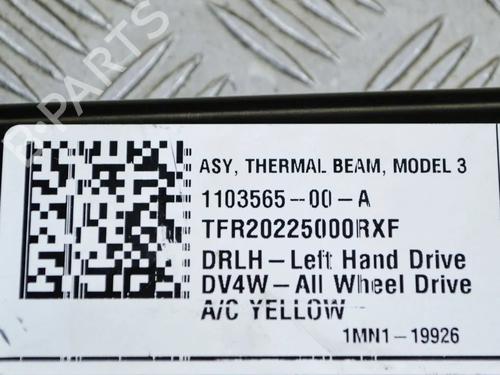 B-PARTS
ASY, THERMAL BEAM, MODEL 3
1103565-00-A
TFR20225000RXF
DRLH-Left Hand Drive
DV4W-All Wheel Drive
A/C YELLOW
1MN1-19926